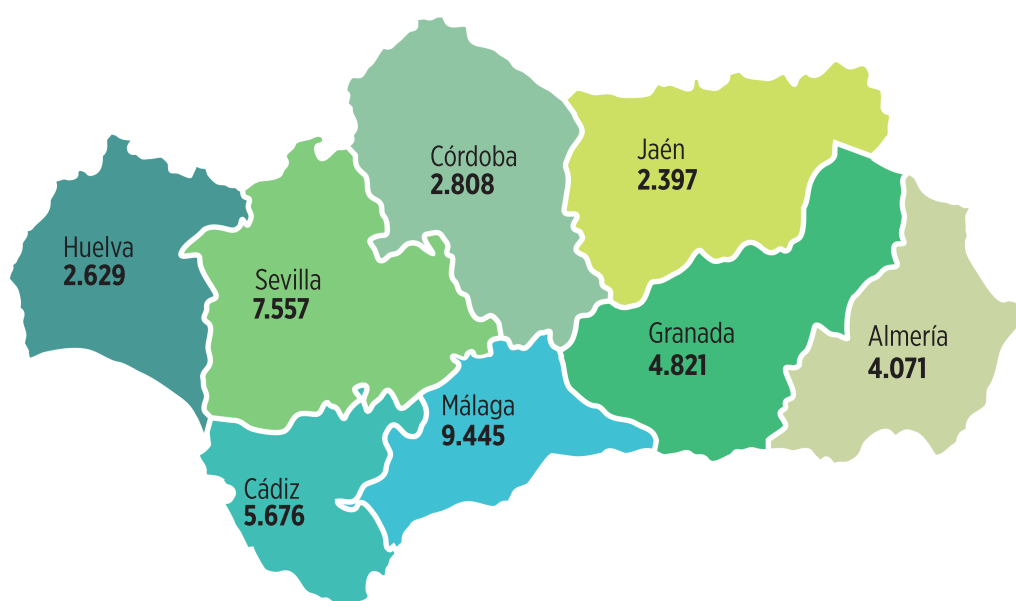 Córdoba
2.808
Jaén
2.397
Huelva
2.629
Sevilla
7.557
Granada
4.821
Almería
4.071
Málaga
9.445
Cádiz
5.676